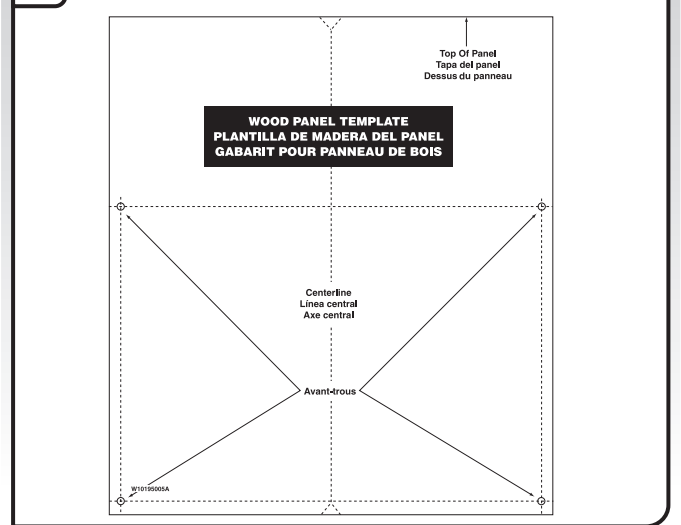 Top Of Panel
Tapa del panel
Dessus du panneau
WOOD PANEL TEMPLATE
PLANTILLA DE MADERA DEL PANEL
GABARIT POUR PANNEAU DE BOIS
Centerline
Línea central
Axe central
Avant-trous
W10195005A